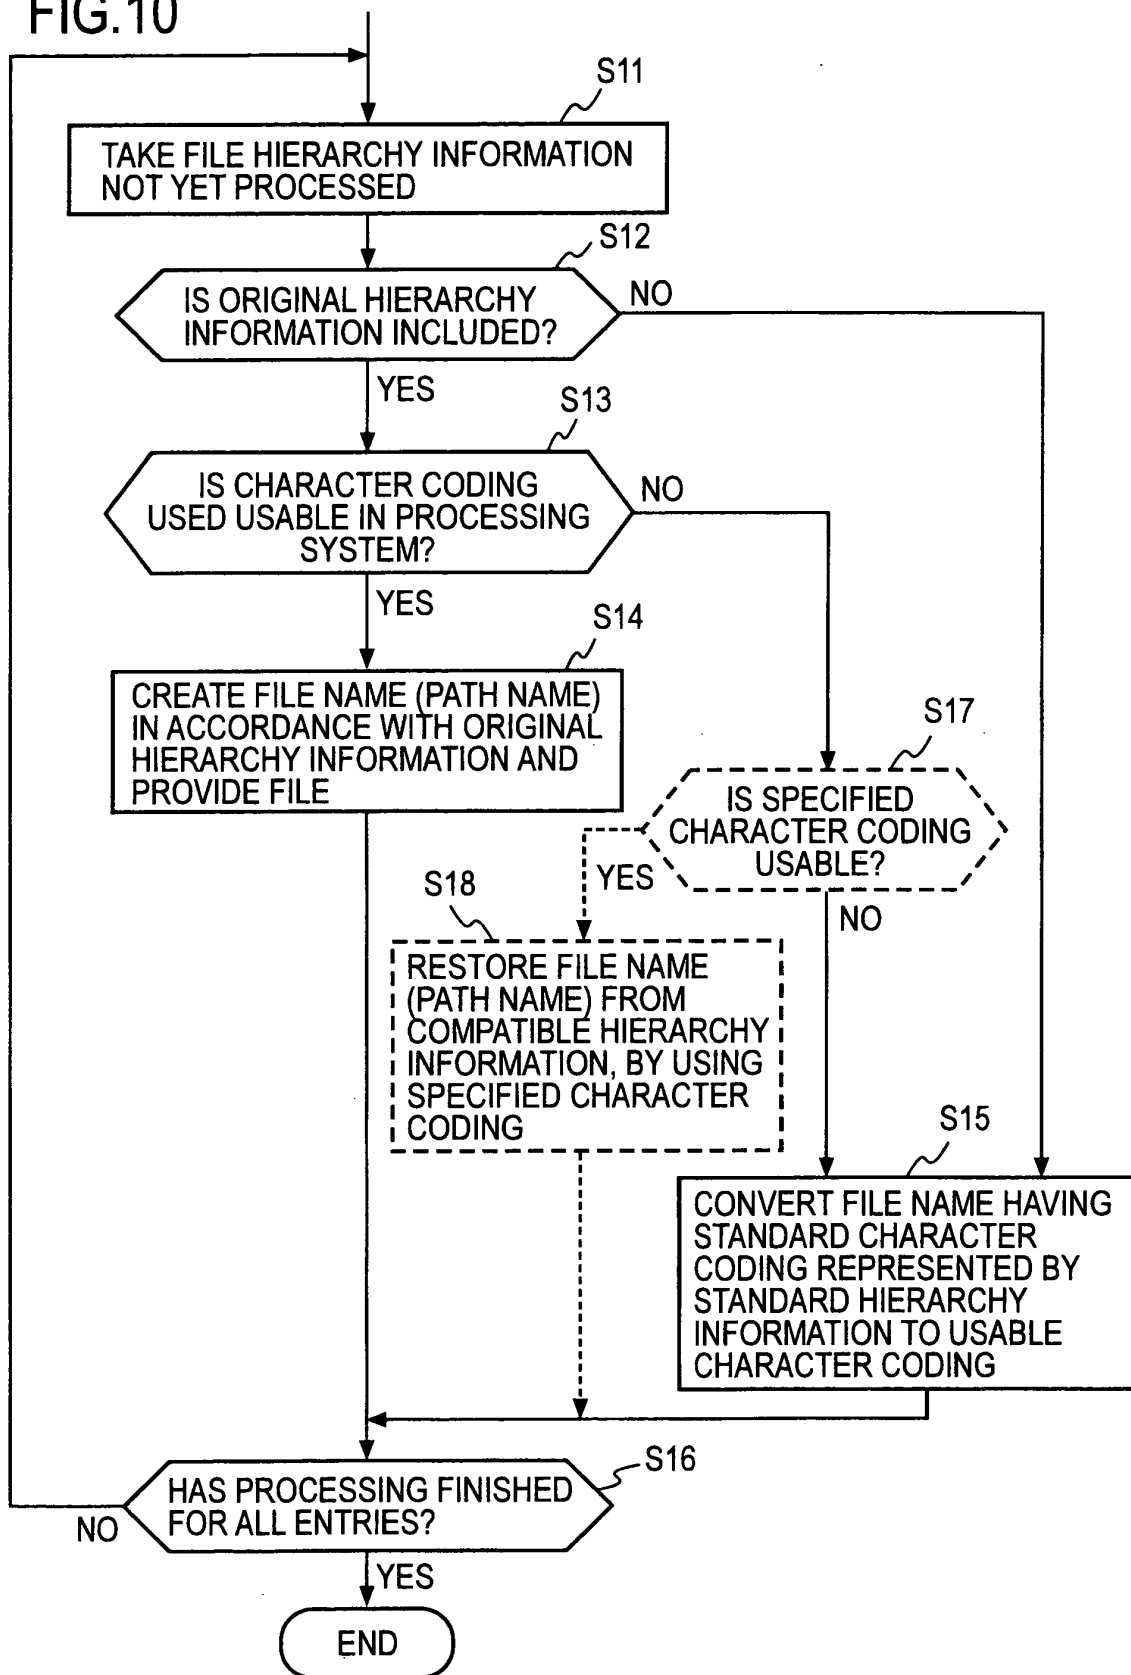 FIG.10
S11
TAKE FILE HIERARCHY INFORMATION
NOT YET PROCESSED
S12
IS ORIGINAL HIERARCHY
INFORMATION INCLUDED?
NO
YES
S13
IS CHARACTER CODING
USED USABLE IN PROCESSING
SYSTEM?
NO
YES
S14
CREATE FILE NAME (PATH NAME)
IN ACCORDANCE WITH ORIGINAL
HIERARCHY INFORMATION AND
PROVIDE FILE
S17
IS SPECIFIED
CHARACTER CODING
USABLE?
YES
NO
S18
RESTORE FILE NAME
(PATH NAME) FROM
COMPATIBLE HIERARCHY
INFORMATION, BY USING
SPECIFIED CHARACTER
CODING
S15
CONVERT FILE NAME HAVING
STANDARD CHARACTER
CODING REPRESENTED BY
STANDARD HIERARCHY
INFORMATION TO USABLE
CHARACTER CODING
S16
HAS PROCESSING FINISHED
FOR ALL ENTRIES?
NO
YES
END